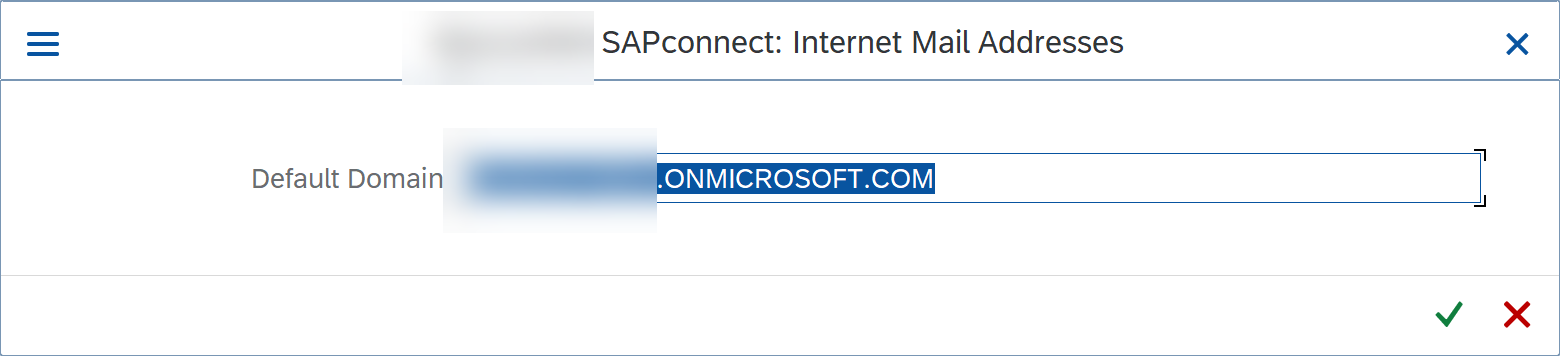 SAPconnect: Internet Mail Addresses
Default Domain
.ONMICROSOFT.COM